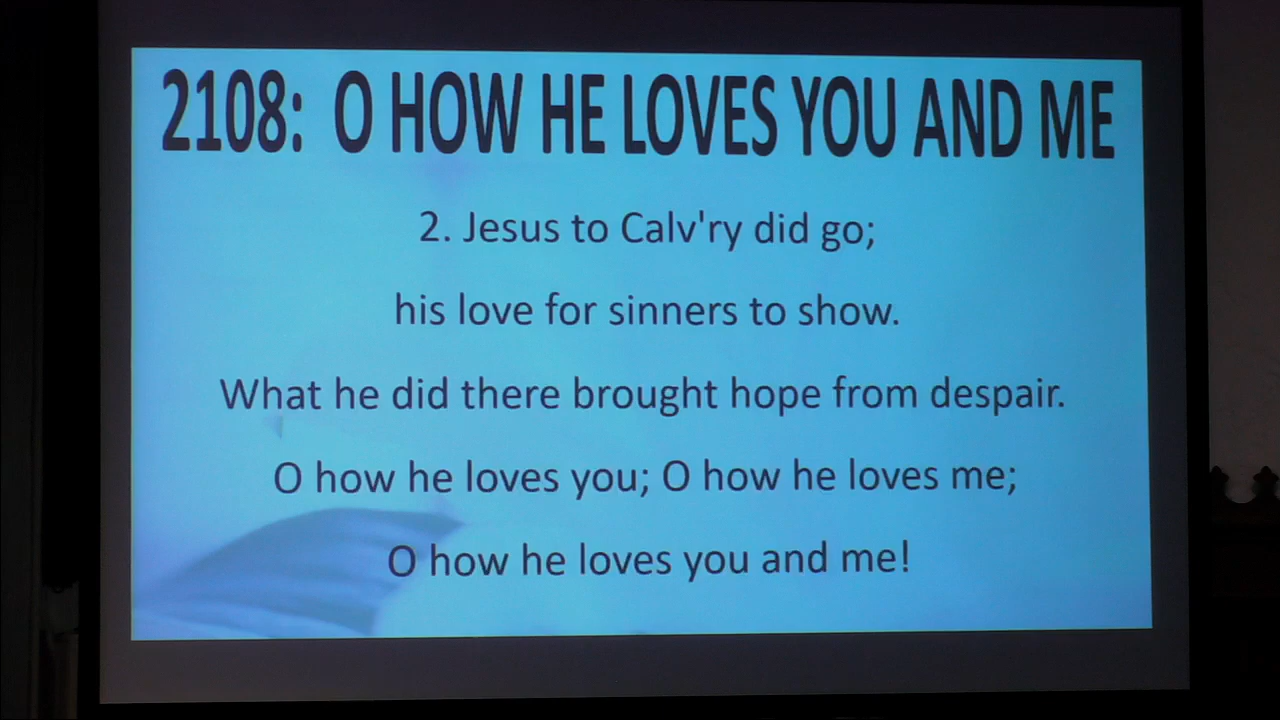 2108: O HOW HE LOVES YOU AND ME
2. Jesus to Calv'ry did go;
his love for sinners to show.
What he did there brought hope from despair.
O how he loves you; O how he loves me;
O how he loves you and me!